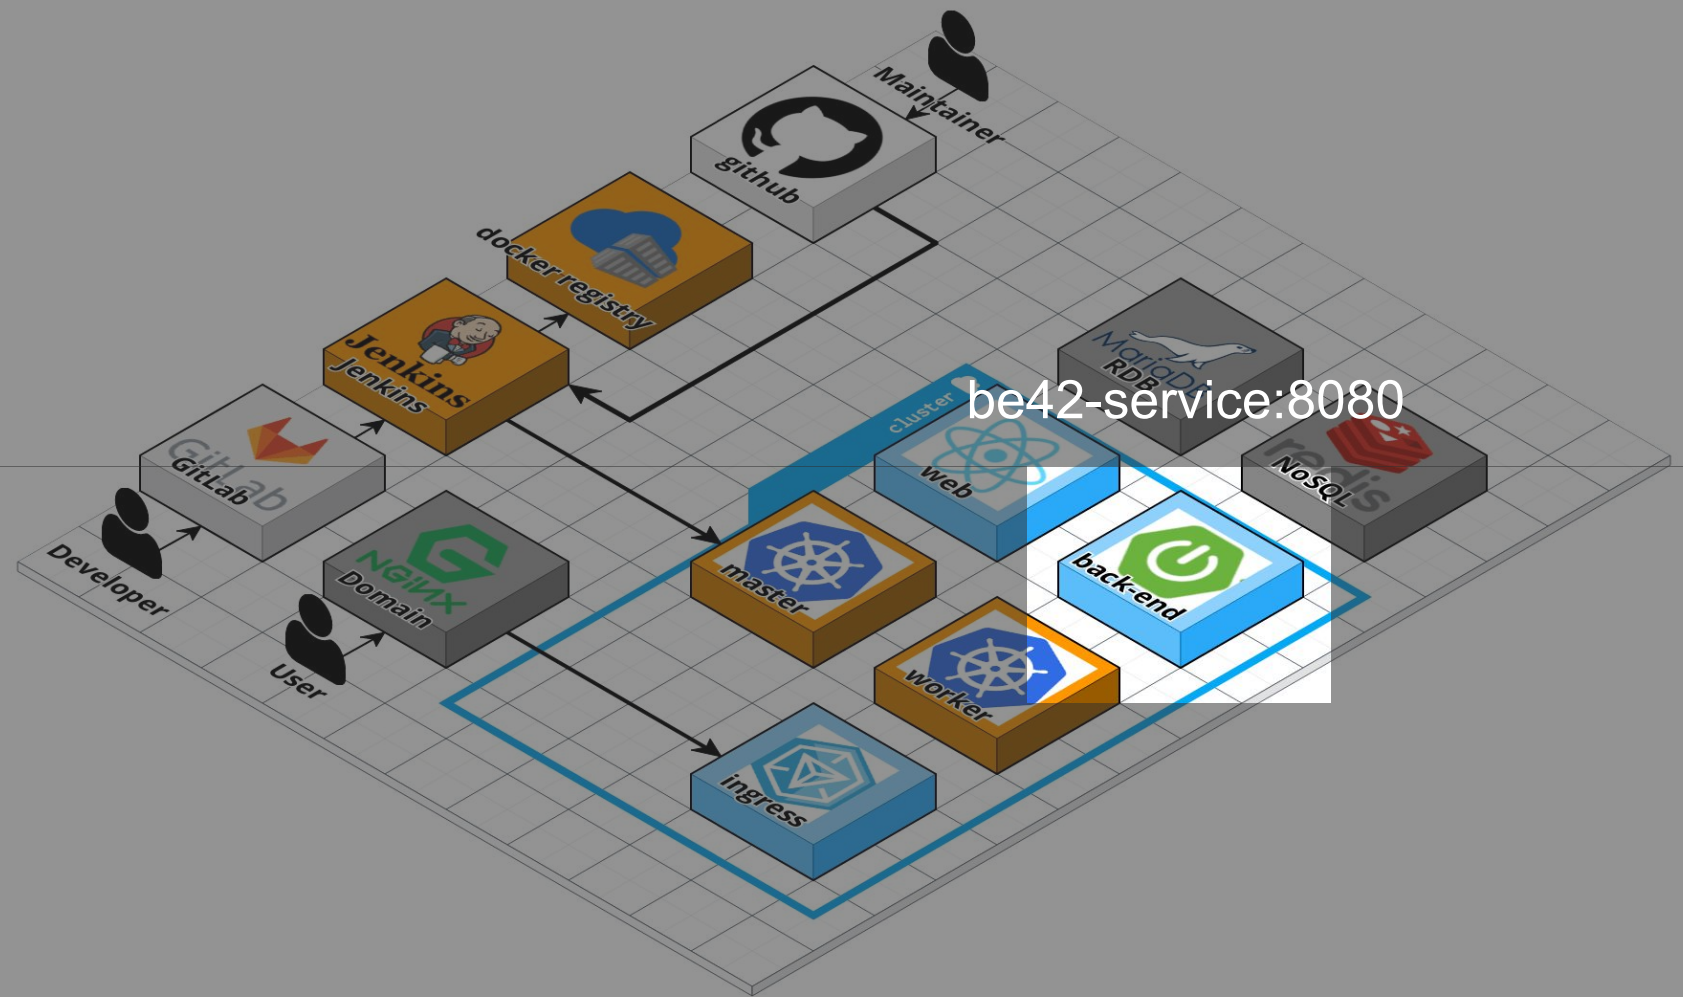 Maintainer
github
docker registry
Jenkins
Jenkins
MariaDB
RDB
be42-service:8080
cluster
GitLab
GitLab
web
redis
NoSQL
NGiNX
Domain
master
back-end
Developer
User
worker
ingress